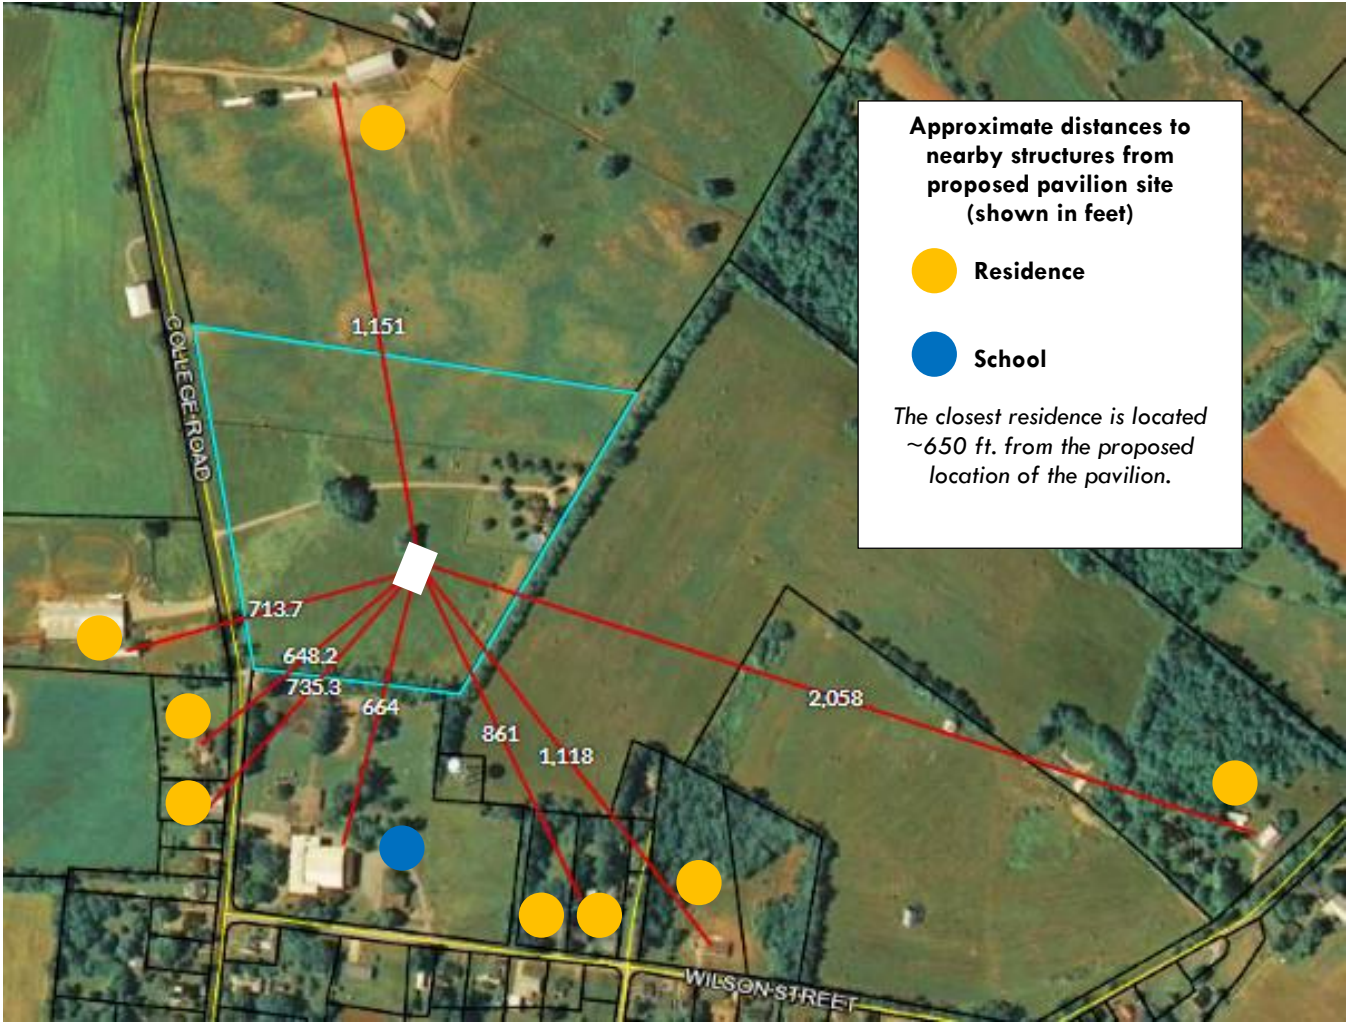 Approximate distances to
nearby structures from
proposed pavilion site
(shown in feet)
Residence
School
The closest residence is located
~650 ft. from the proposed
location of the pavilion.
1,151
COLLEGE ROAD
713.7
648.2
735.3
664
861
1,118
2,058
WILSON STREET